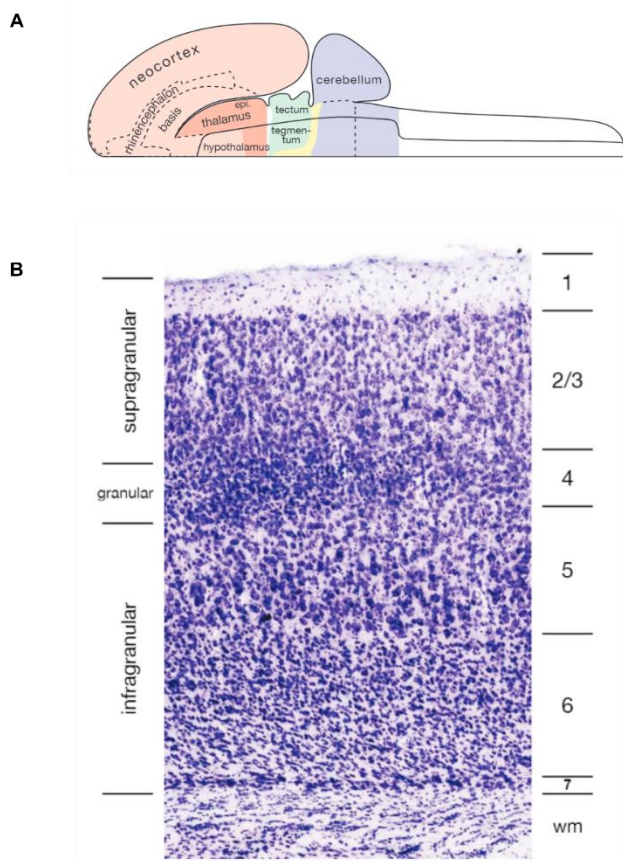 A
neocortex
rhinencephalon
basis
epi.
thalamus
hypothalamus
tectum
tegmen-
tum
cerebellum
B
supragranular
granular
infragranular
1
2/3
4
5
6
7
wm